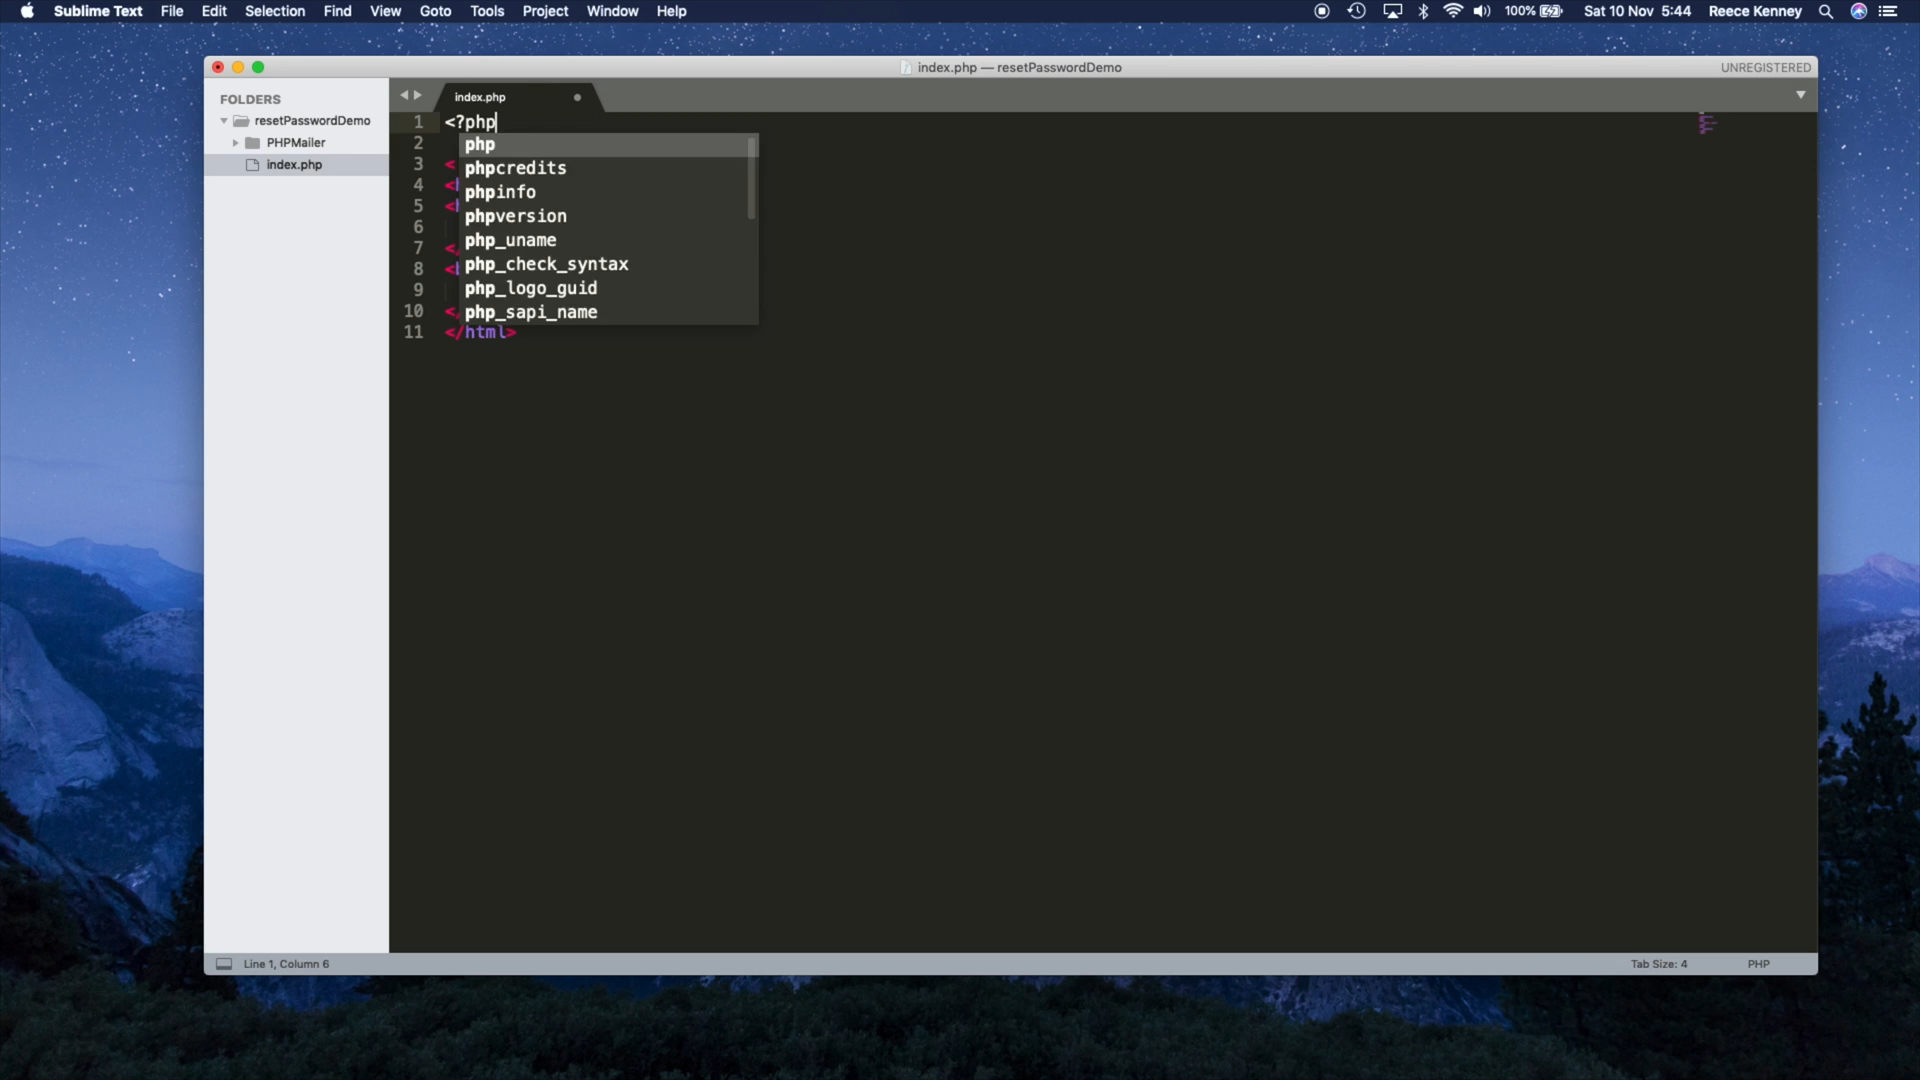 Sublime Text File Edit Selection Find View Goto Tools Project Window Help 100% Sat 10 Nov 5:44 Reece Kenney
index.php — resetPasswordDemo UNREGISTERED
FOLDERS
resetPasswordDemo
PHPMailer
index.php
index.php
1 <?php
2
3 <
4 <
5 <
6
7 <
8 <
9
10 <
11 </html>
php
phpcredits
phpinfo
phpversion
php_uname
php_check_syntax
php_logo_guid
php_sapi_name
Line 1, Column 6 Tab Size: 4 PHP